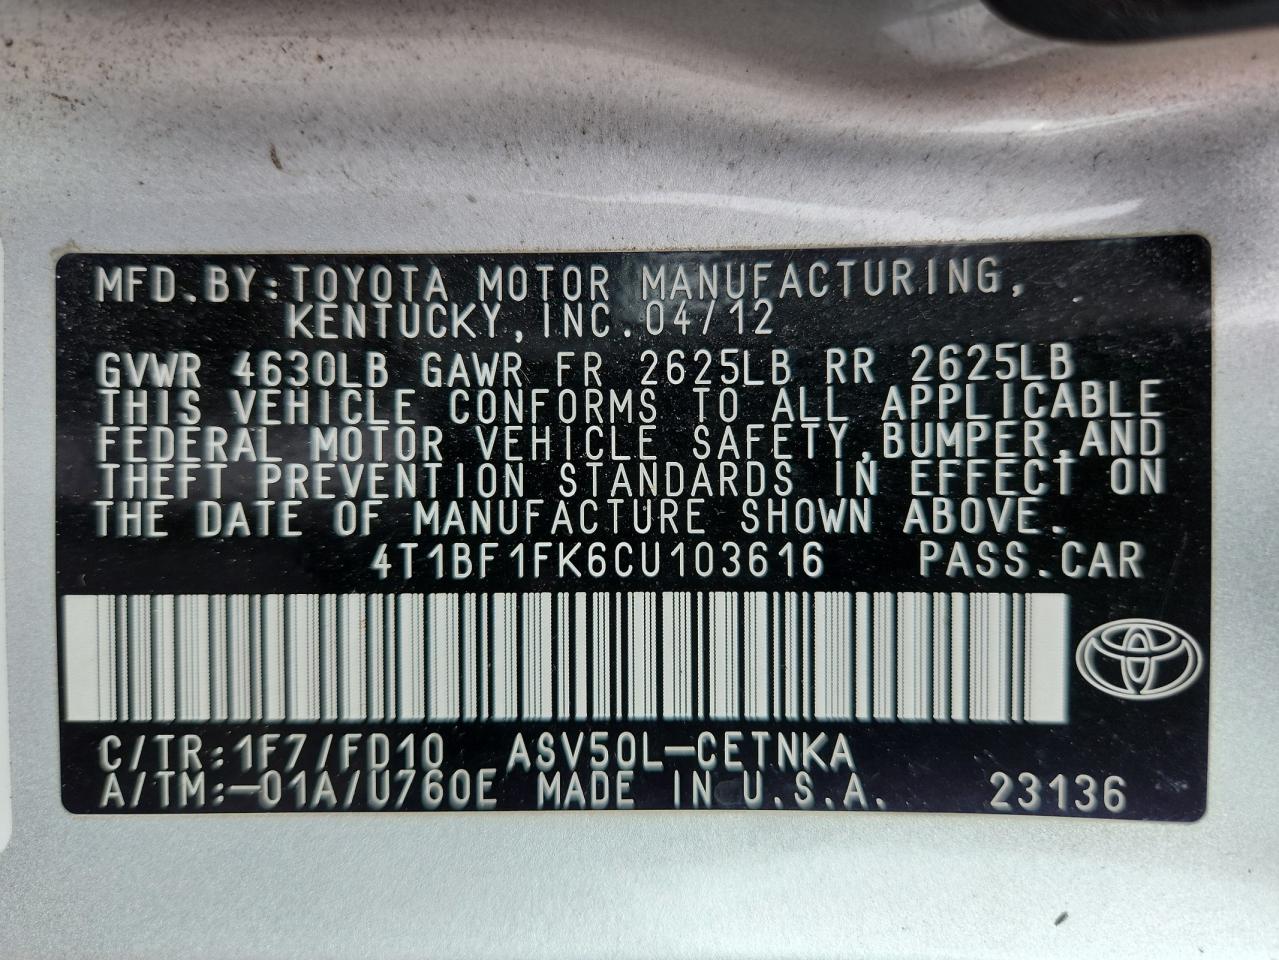 MFD.BY:TOYOTA MOTOR MANUFACTURING,
KENTUCKY,INC.04/12
GVWR 4630LB GAWR FR 2625LB RR 2625LB
THIS VEHICLE CONFORMS TO ALL APPLICABLE
FEDERAL MOTOR VEHICLE SAFETY,BUMPER,AND
THEFT PREVENTION STANDARDS IN EFFECT ON
THE DATE OF MANUFACTURE SHOWN ABOVE.
4T1BF1FK6CU103616 PASS.CAR
C/TR:1F7/FD10 ASV50L-CETNKA
A/TM:-01A/U760E MADE IN U.S.A. 23136